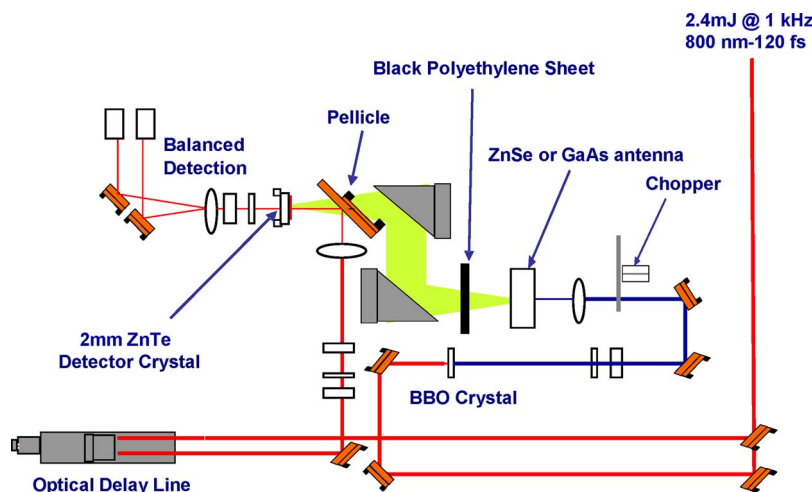 2.4mJ @ 1 kHz
800 nm-120 fs
Black Polyethylene Sheet
Pellicle
Balanced
Detection
ZnSe or GaAs antenna
Chopper
2mm ZnTe
Detector Crystal
BBO Crystal
Optical Delay Line